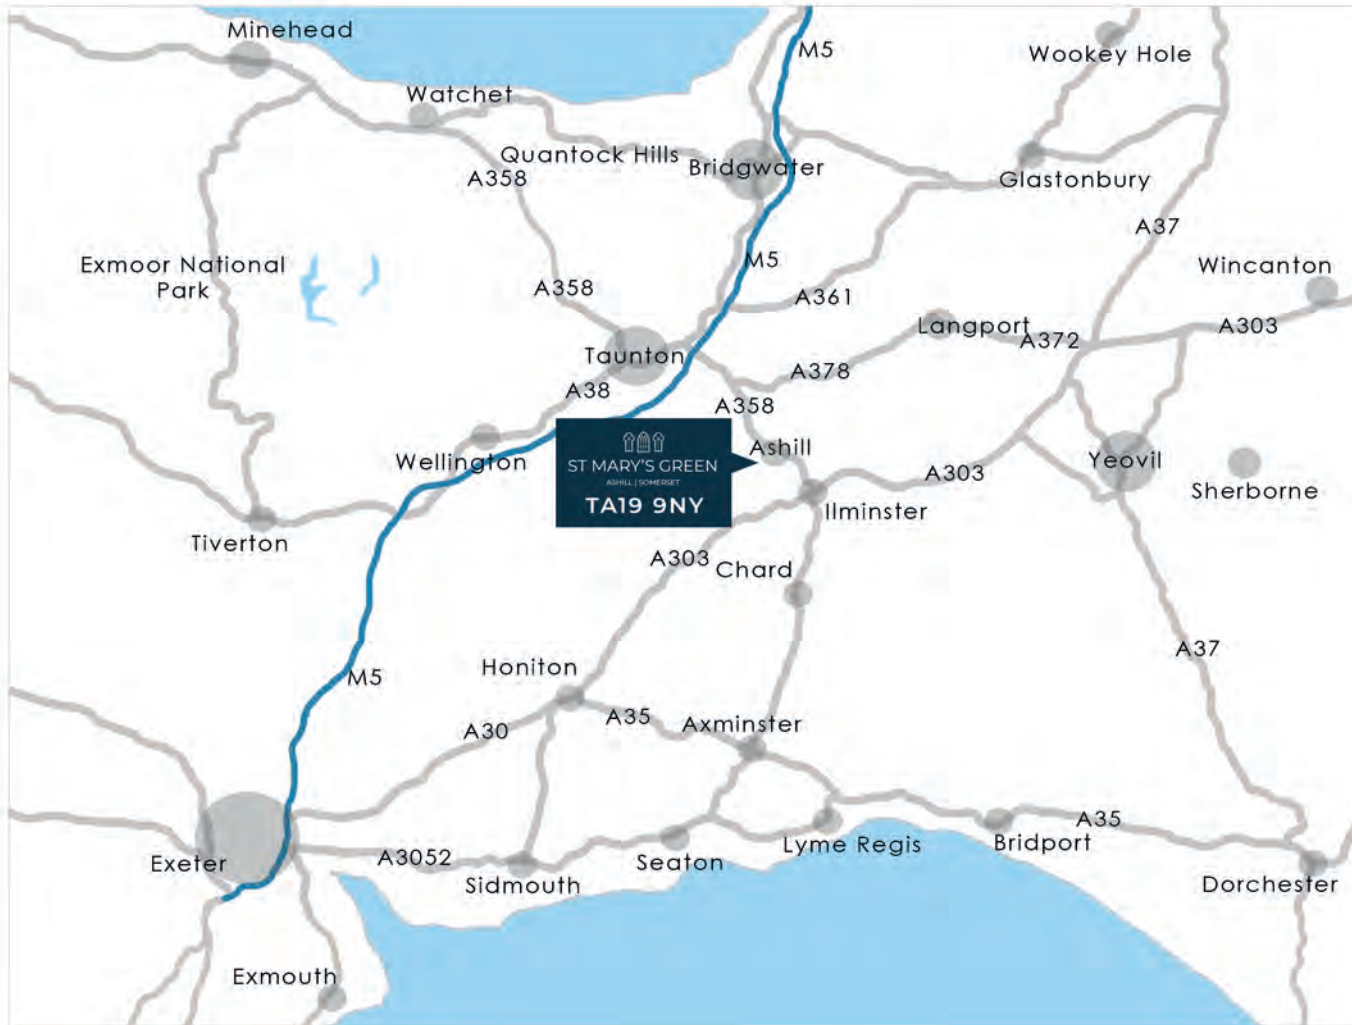 Minehead
M5
Wookey Hole
Watchet
Quantock Hills
Bridgwater
A358
Glastonbury
A37
Exmoor National
Park
M5
Wincanton
A358
A361
Langport
A372
A303
Taunton
A378
A38
A358
Wellington
Ashill
ST MARY'S GREEN
ASHILL | SOMERSET
TA19 9NY
A303
Yeovil
Sherborne
Ilminster
Tiverton
A303
Chard
Honiton
M5
A37
A35
A30
Axminster
A35
Exeter
A3052
Sidmouth
Seaton
Lyme Regis
Bridport
Dorchester
Exmouth